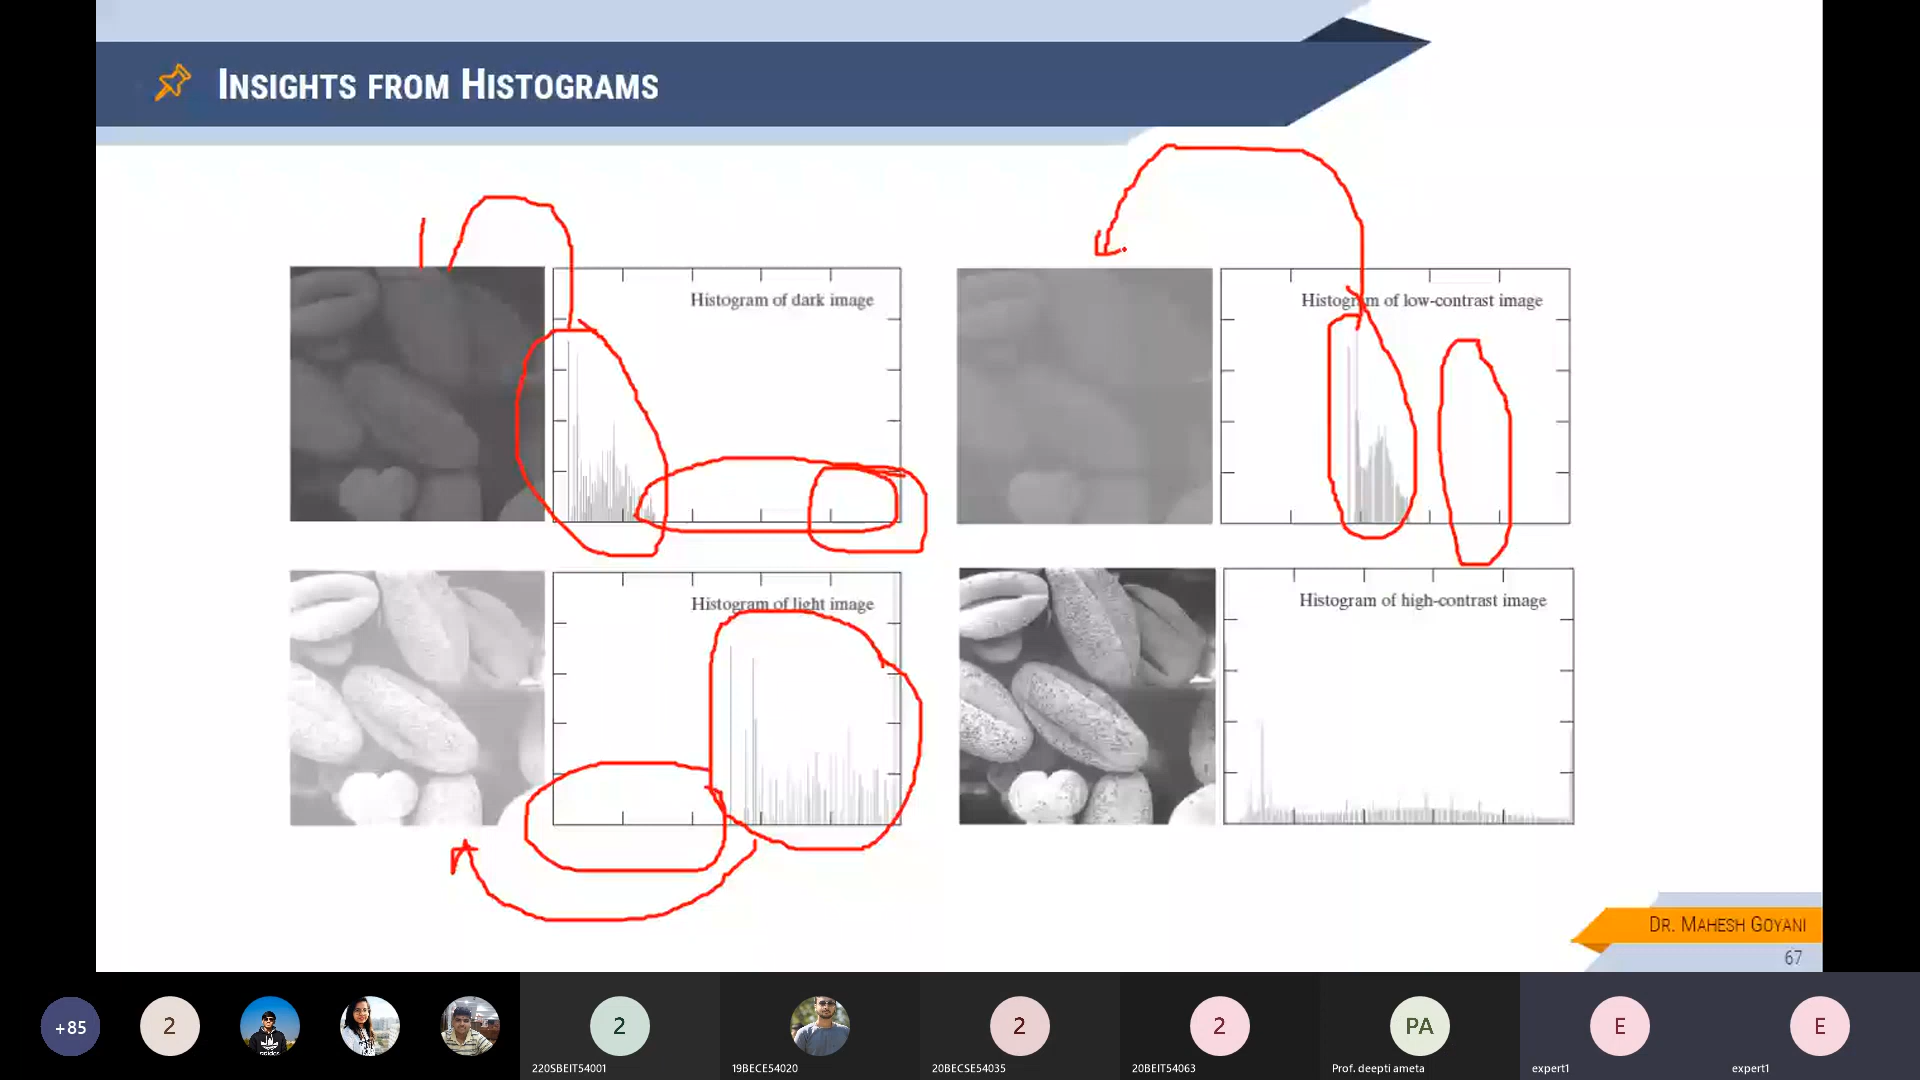 INSIGHTS FROM HISTOGRAMS
Histogram of dark image
Histogram of low-contrast image
Histogram of light image
Histogram of high-contrast image
DR. MAHESH GOYANI
67
+85
2
2
220SBEIT54001
19BECE54020
2
20BECSE54035
2
20BEIT54063
PA
Prof. deepti ameta
E
expert1
E
expert1